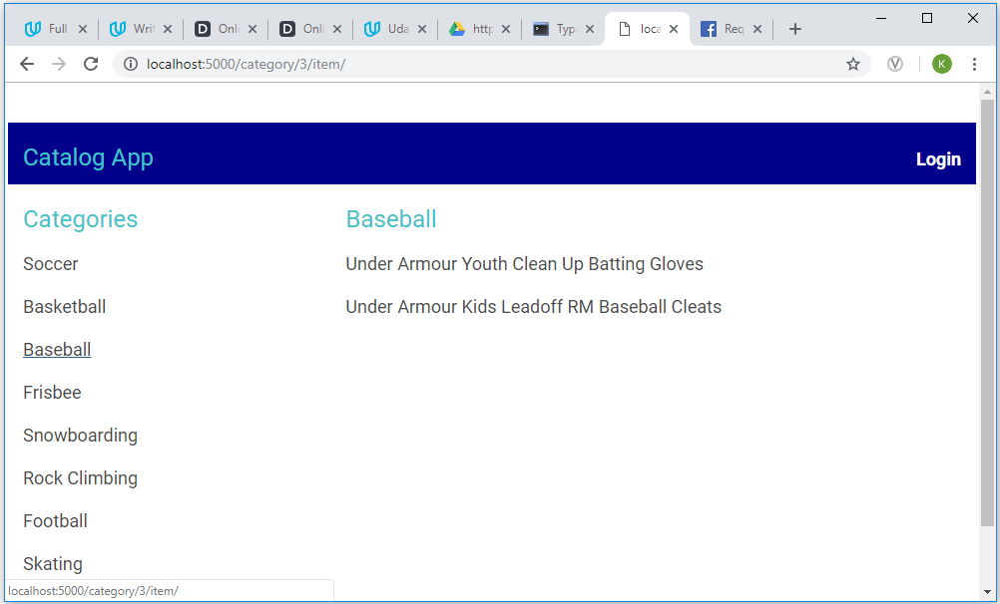 Full Writ Onli Onli Uda http Typ loca Req
localhost:5000/category/3/item/ V K
Catalog App Login
Categories Baseball
Soccer Under Armour Youth Clean Up Batting Gloves
Basketball Under Armour Kids Leadoff RM Baseball Cleats
Baseball
Frisbee
Snowboarding
Rock Climbing
Football
Skating
localhost:5000/category/3/item/